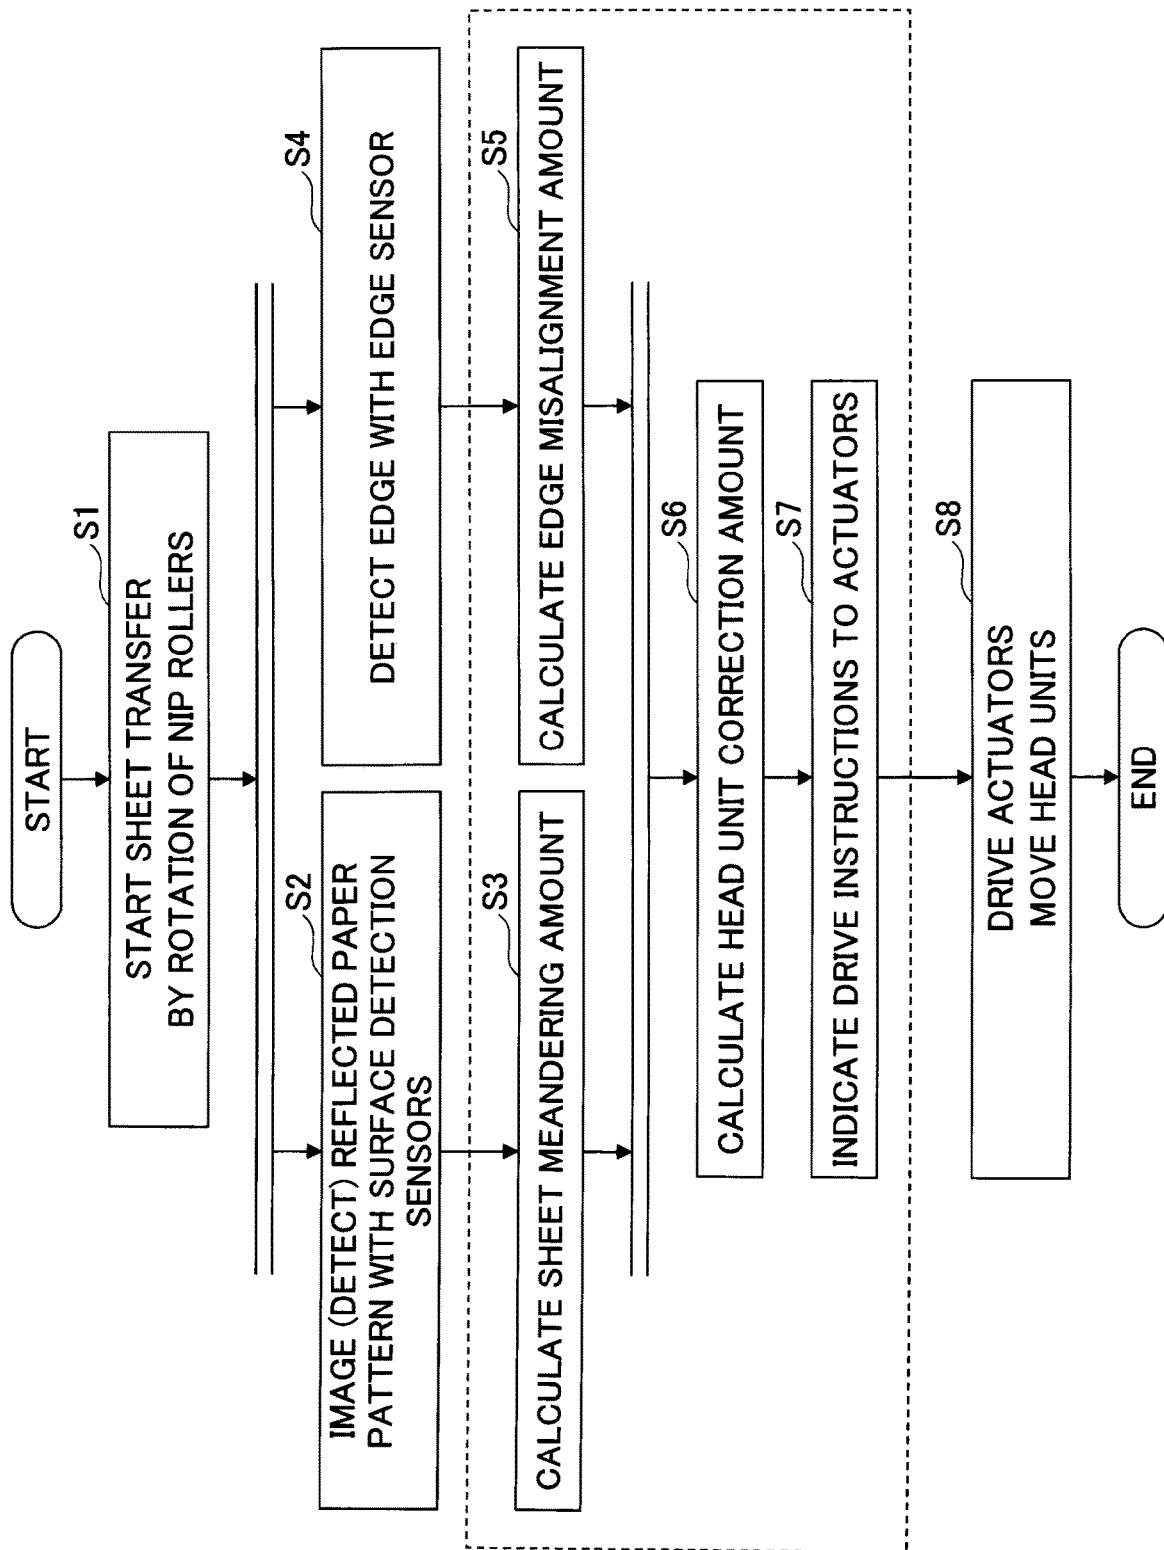 START
S1
START SHEET TRANSFER
BY ROTATION OF NIP ROLLERS
S2
IMAGE (DETECT) REFLECTED PAPER
PATTERN WITH SURFACE DETECTION
SENSORS
S4
DETECT EDGE WITH EDGE SENSOR
S3
CALCULATE SHEET MEANDERING AMOUNT
S5
CALCULATE EDGE MISALIGNMENT AMOUNT
S6
CALCULATE HEAD UNIT CORRECTION AMOUNT
S7
INDICATE DRIVE INSTRUCTIONS TO ACTUATORS
S8
DRIVE ACTUATORS
MOVE HEAD UNITS
END